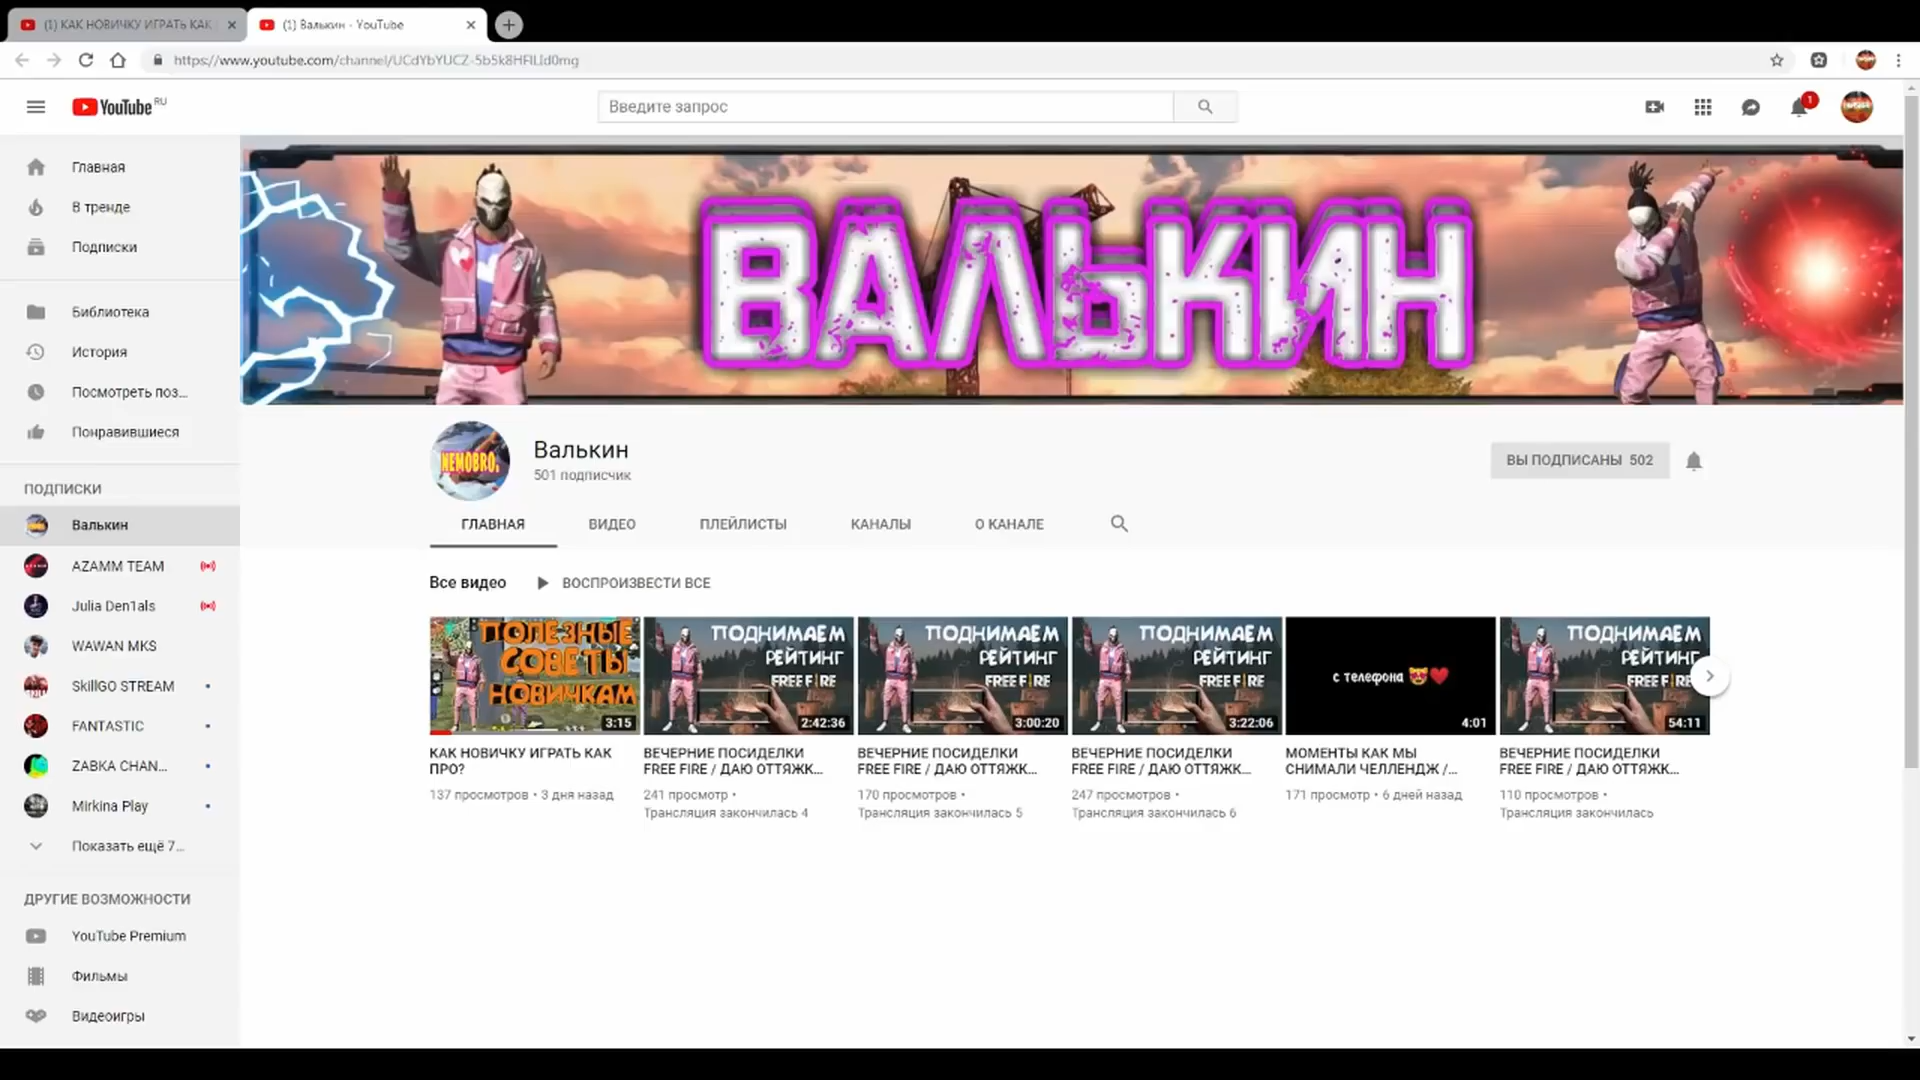 (1) КАК НОВИЧКУ ИГРАТЬ КАК
(1) Валькин - YouTube
https://www.youtube.com/channel/
YouTube RU
Введите запрос
1
Главная
В тренде
Подписки
Библиотека
История
Посмотреть поз...
Понравившиеся
ПОДПИСКИ
Валькин
AZAMM TEAM
Julia Den1als
WAWAN MKS
SkillGO STREAM
FANTASTIC
ZABKA CHAN...
Mirkina Play
Показать ещё 7...
ДРУГИЕ ВОЗМОЖНОСТИ
YouTube Premium
Фильмы
Видеоигры
ВАЛЬКИН
NEMOBRO.
Валькин
501 подписчик
ВЫ ПОДПИСАНЫ 502
ГЛАВНАЯ
ВИДЕО
ПЛЕЙЛИСТЫ
КАНАЛЫ
О КАНАЛЕ
Все видео
ВОСПРОИЗВЕСТИ ВСЕ
ПОЛЕЗНЫЕ
СОВЕТЫ
НОВИЧКАМ
3:15
КАК НОВИЧКУ ИГРАТЬ КАК
ПРО?
137 просмотров • 3 дня назад
ПОДНИМАЕМ
РЕЙТИНГ
FREE FIRE
2:42:36
ВЕЧЕРНИЕ ПОСИДЕЛКИ
FREE FIRE / ДАЮ ОТТЯЖК...
241 просмотр •
Трансляция закончилась 4
ПОДНИМАЕМ
РЕЙТИНГ
FREE FIRE
3:00:20
ВЕЧЕРНИЕ ПОСИДЕЛКИ
FREE FIRE / ДАЮ ОТТЯЖК...
170 просмотров •
Трансляция закончилась 5
ПОДНИМАЕМ
РЕЙТИНГ
FREE FIRE
3:22:06
ВЕЧЕРНИЕ ПОСИДЕЛКИ
FREE FIRE / ДАЮ ОТТЯЖК...
247 просмотров •
Трансляция закончилась 6
с телефона 😻❤️
4:01
МОМЕНТЫ КАК МЫ
СНИМАЛИ ЧЕЛЛЕНДЖ /...
171 просмотр • 6 дней назад
ПОДНИМАЕМ
РЕЙТИНГ
FREE FIRE
54:11
ВЕЧЕРНИЕ ПОСИДЕЛКИ
FREE FIRE / ДАЮ ОТТЯЖК...
110 просмотров •
Трансляция закончилась